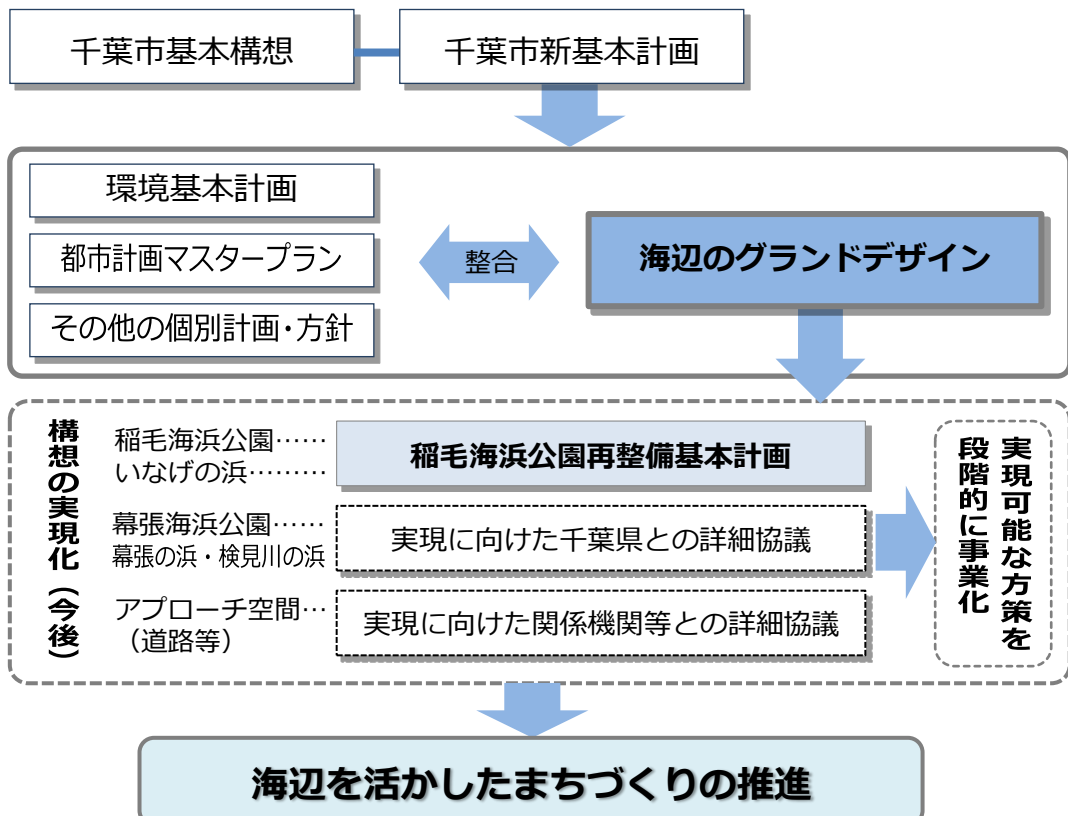 千葉市基本構想
千葉市新基本計画
環境基本計画
都市計画マスタープラン
その他の個別計画・方針
整合
海辺のグランドデザイン
構想の実現化（今後）
稲毛海浜公園……
いなげの浜………
稲毛海浜公園再整備基本計画
幕張海浜公園……
幕張の浜・検見川の浜
実現に向けた千葉県との詳細協議
アプローチ空間…
（道路等）
実現に向けた関係機関等との詳細協議
実現可能な方策を
段階的に事業化
海辺を活かしたまちづくりの推進